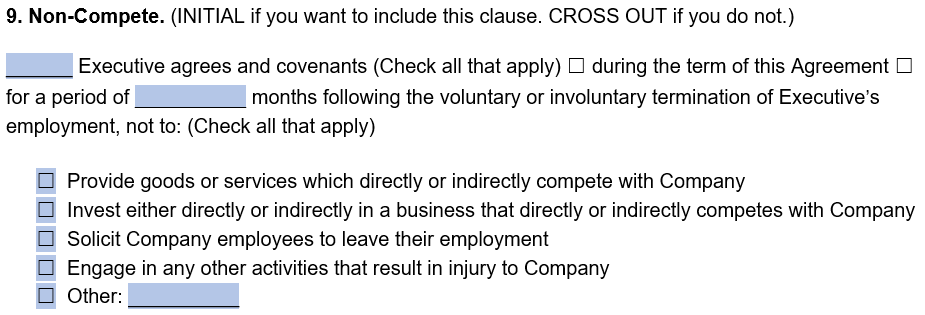 9. Non-Compete. (INITIAL if you want to include this clause. CROSS OUT if you do not.)
______ Executive agrees and covenants (Check all that apply) ☐ during the term of this Agreement ☐
for a period of __________ months following the voluntary or involuntary termination of Executive’s
employment, not to: (Check all that apply)
☐ Provide goods or services which directly or indirectly compete with Company
☐ Invest either directly or indirectly in a business that directly or indirectly competes with Company
☐ Solicit Company employees to leave their employment
☐ Engage in any other activities that result in injury to Company
☐ Other: __________